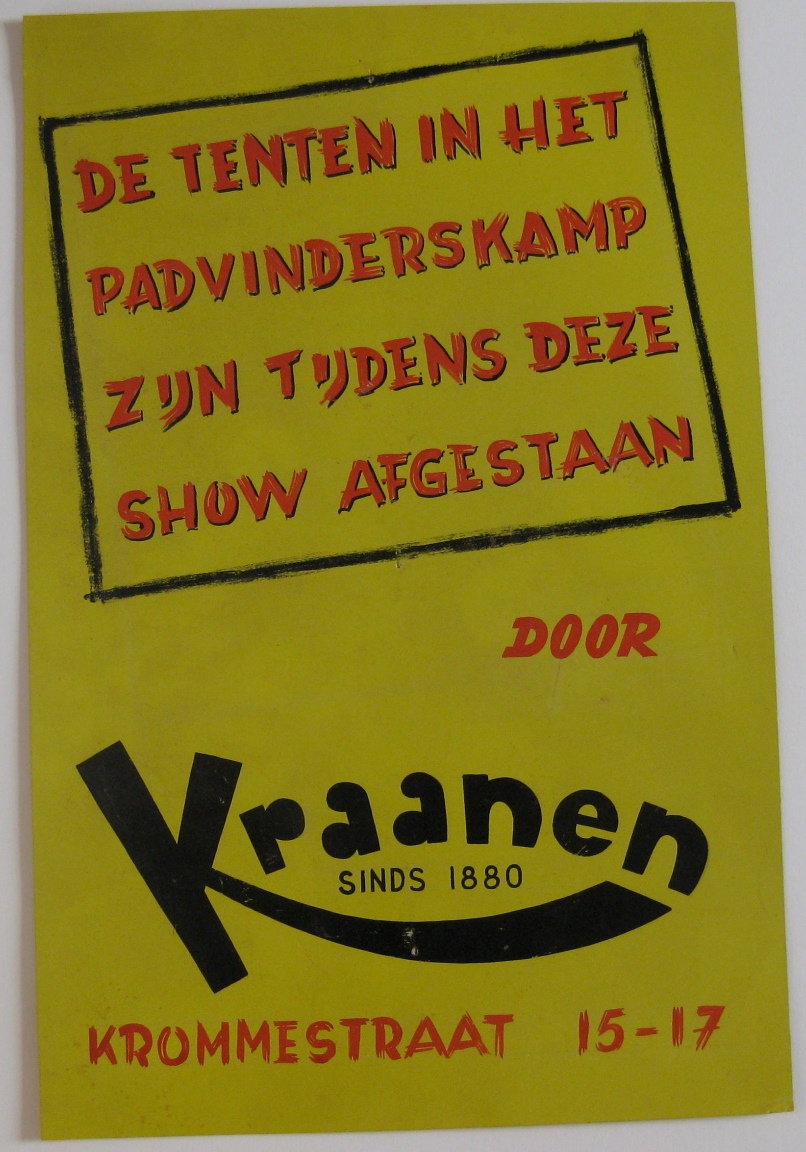 DE TENTEN IN HET
PADVINDERSKAMP
ZIJN TIJDENS DEZE
SHOW AFGESTAAN
DOOR
Kraanen
SINDS 1880
KROMMESTRAAT 15-17